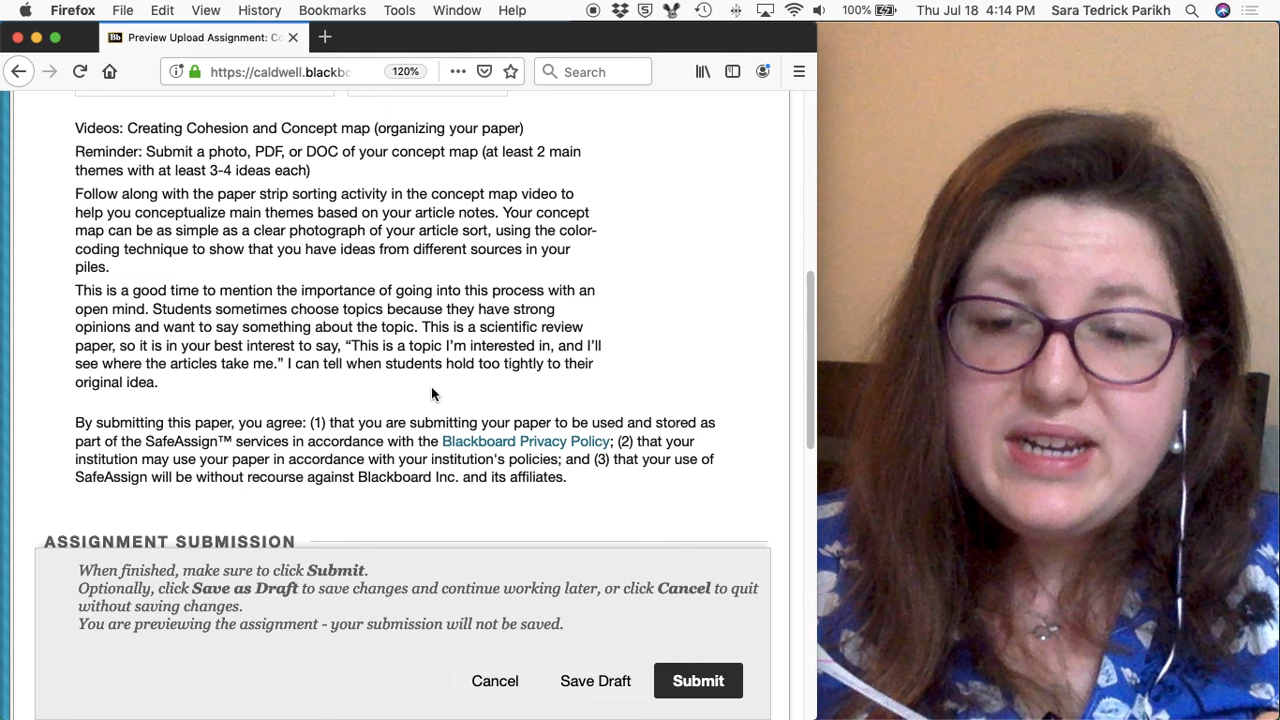 Firefox File Edit View History Bookmarks Tools Window Help 100% Thu Jul 18 4:14 PM Sara Tedrick Parikh
Bb Preview Upload Assignment: Co
https://caldwell.blackbo 120% Search
Videos: Creating Cohesion and Concept map (organizing your paper)
Reminder: Submit a photo, PDF, or DOC of your concept map (at least 2 main
themes with at least 3-4 ideas each)
Follow along with the paper strip sorting activity in the concept map video to
help you conceptualize main themes based on your article notes. Your concept
map can be as simple as a clear photograph of your article sort, using the color-
coding technique to show that you have ideas from different sources in your
piles.
This is a good time to mention the importance of going into this process with an
open mind. Students sometimes choose topics because they have strong
opinions and want to say something about the topic. This is a scientific review
paper, so it is in your best interest to say, “This is a topic I’m interested in, and I’ll
see where the articles take me.” I can tell when students hold too tightly to their
original idea.
By submitting this paper, you agree: (1) that you are submitting your paper to be used and stored as
part of the SafeAssign™ services in accordance with the Blackboard Privacy Policy; (2) that your
institution may use your paper in accordance with your institution's policies; and (3) that your use of
SafeAssign will be without recourse against Blackboard Inc. and its affiliates.
ASSIGNMENT SUBMISSION
When finished, make sure to click Submit.
Optionally, click Save as Draft to save changes and continue working later, or click Cancel to quit
without saving changes.
You are previewing the assignment - your submission will not be saved.
Cancel Save Draft Submit